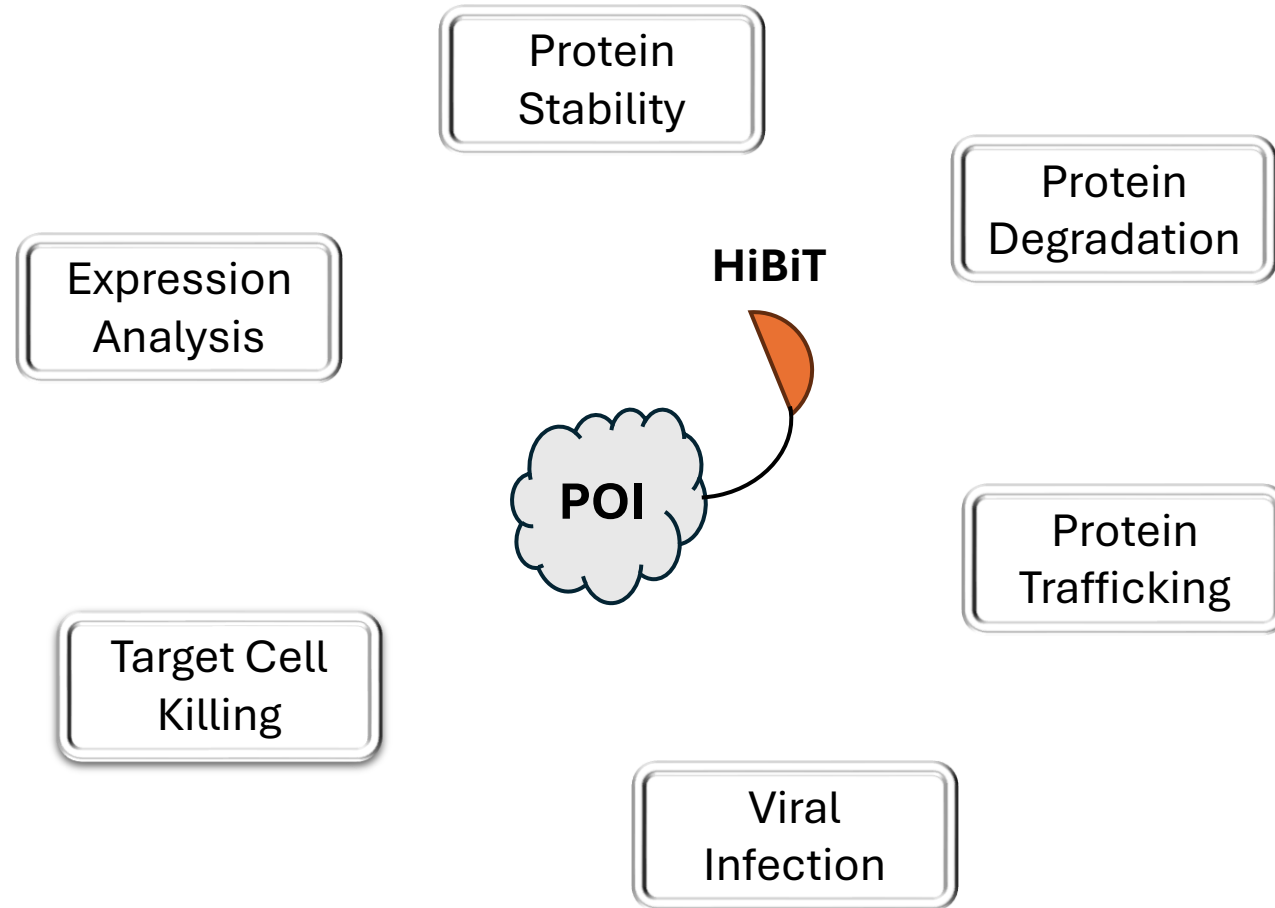 Protein
Stability
Protein
Degradation
Expression
Analysis
HiBiT
POI
Protein
Trafficking
Target Cell
Killing
Viral
Infection